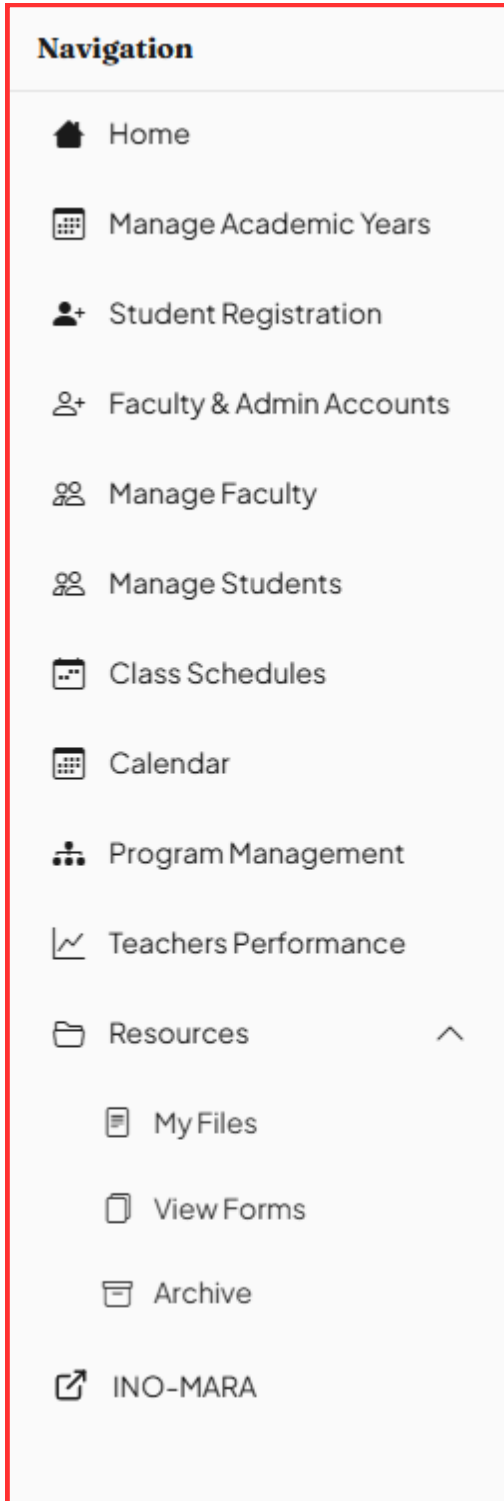 Navigation
Home
Manage Academic Years
Student Registration
Faculty & Admin Accounts
Manage Faculty
Manage Students
Class Schedules
Calendar
Program Management
Teachers Performance
Resources
My Files
View Forms
Archive
INO-MARA